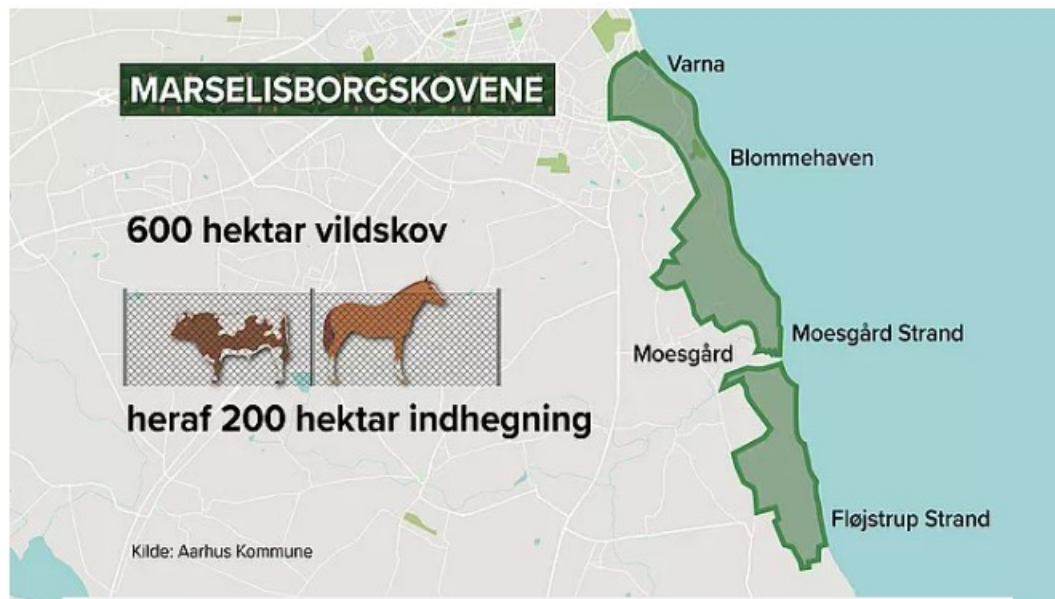 MARSELISBORGSKOVENE
600 hektar vildskov
heraf 200 hektar indhegning
Kilde: Aarhus Kommune
Varna
Blommehaven
Moesgård Strand
Moesgård
Fløjstrup Strand